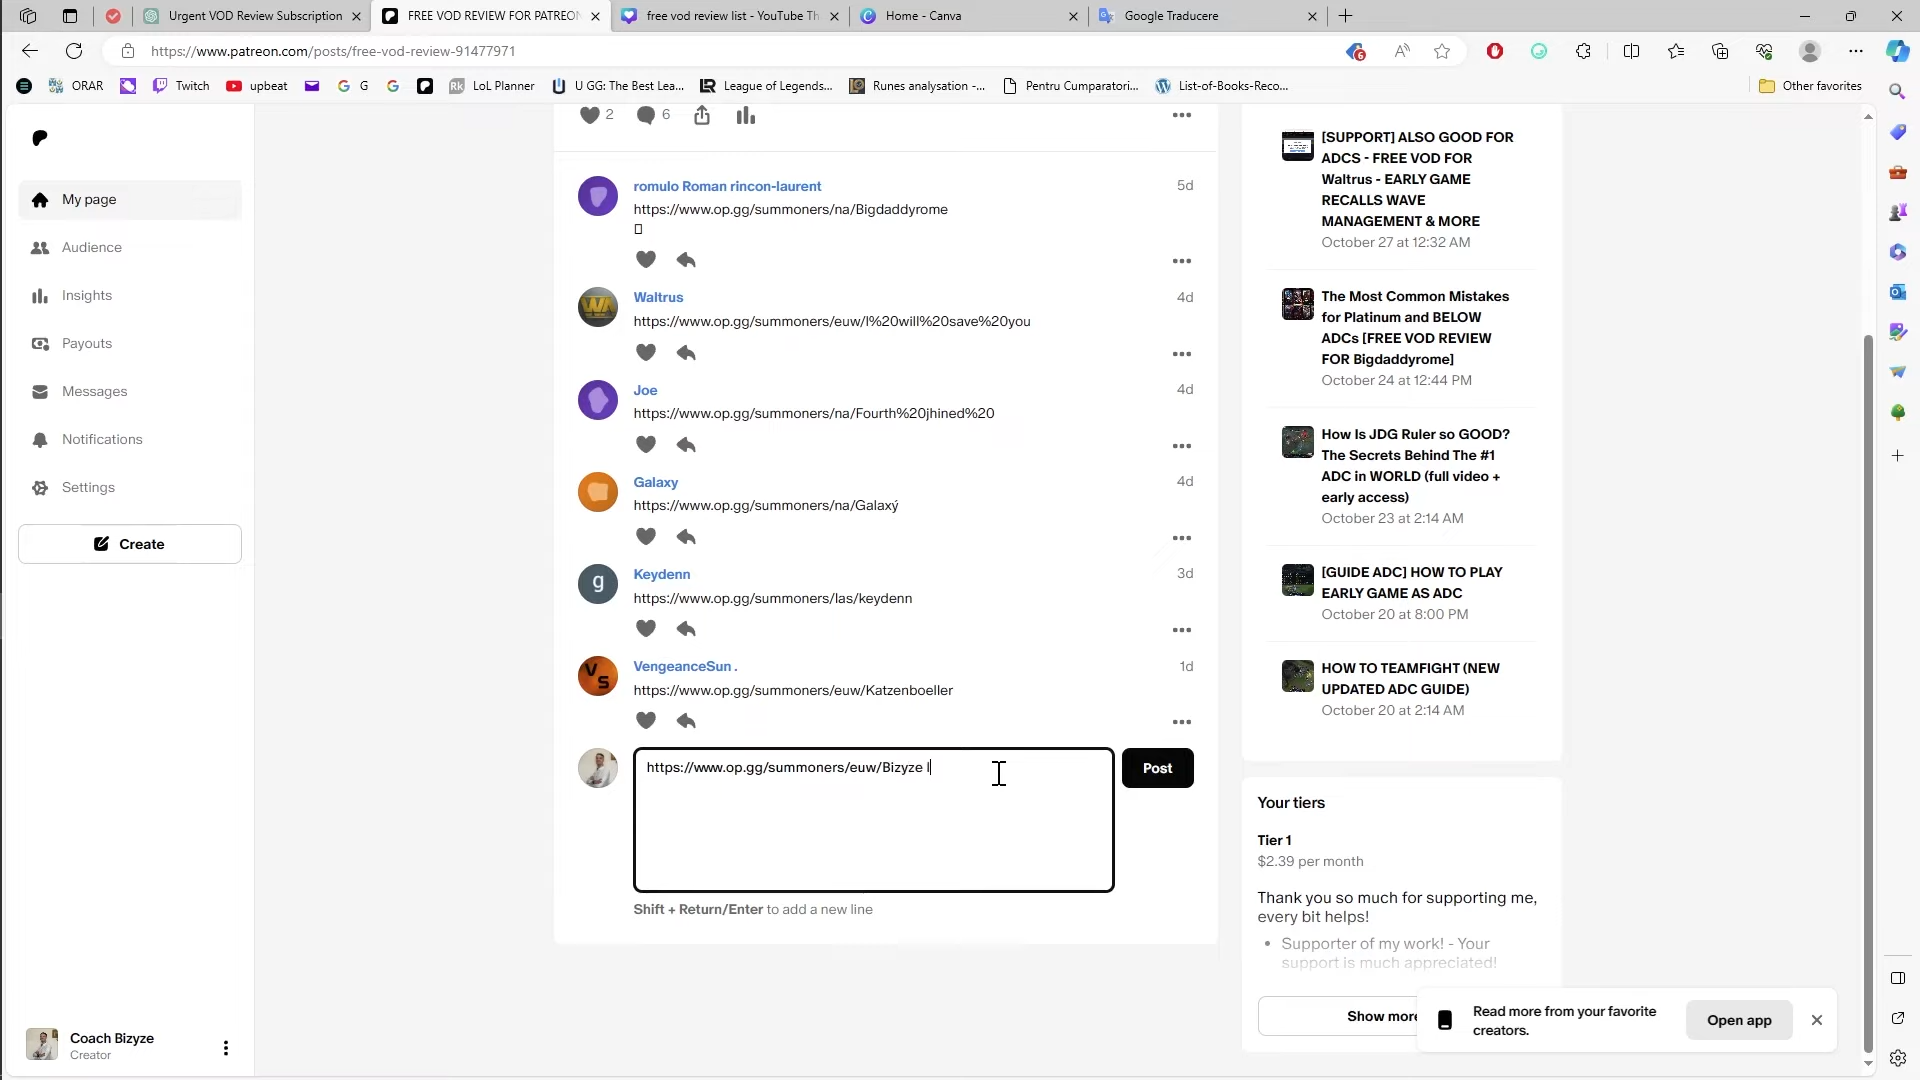 Urgent VOD Review Subscription
FREE VOD REVIEW FOR PATREON
free vod review list - YouTube Th
Home - Canva
Google Traducere
https://www.patreon.com/posts/free-vod-review-91477971
6
ORAR
Twitch
upbeat
G
LoL Planner
U GG: The Best Lea...
League of Legends...
Runes analysation -...
Pentru Cumparatori...
List-of-Books-Reco...
Other favorites
My page
Audience
Insights
Payouts
Messages
Notifications
Settings
Create
Coach Bizyze
Creator
2
6
romulo Roman rincon-laurent
5d
https://www.op.gg/summoners/na/Bigdaddyrome
Waltrus
4d
https://www.op.gg/summoners/euw/I%20will%20save%20you
Joe
4d
https://www.op.gg/summoners/na/Fourth%20jhined%20
Galaxy
4d
https://www.op.gg/summoners/na/Galaxý
g
Keydenn
3d
https://www.op.gg/summoners/las/keydenn
VS
VengeanceSun .
1d
https://www.op.gg/summoners/euw/Katzenboeller
https://www.op.gg/summoners/euw/Bizyze l
Post
Shift + Return/Enter to add a new line
[SUPPORT] ALSO GOOD FOR
ADCS - FREE VOD FOR
Waltrus - EARLY GAME
RECALLS WAVE
MANAGEMENT & MORE
October 27 at 12:32 AM
The Most Common Mistakes
for Platinum and BELOW
ADCs [FREE VOD REVIEW
FOR Bigdaddyrome]
October 24 at 12:44 PM
How Is JDG Ruler so GOOD?
The Secrets Behind The #1
ADC in WORLD (full video +
early access)
October 23 at 2:14 AM
[GUIDE ADC] HOW TO PLAY
EARLY GAME AS ADC
October 20 at 8:00 PM
HOW TO TEAMFIGHT (NEW
UPDATED ADC GUIDE)
October 20 at 2:14 AM
Your tiers
Tier 1
$2.39 per month
Thank you so much for supporting me,
every bit helps!
• Supporter of my work! - Your
support is much appreciated!
Show more
Read more from your favorite
creators.
Open app